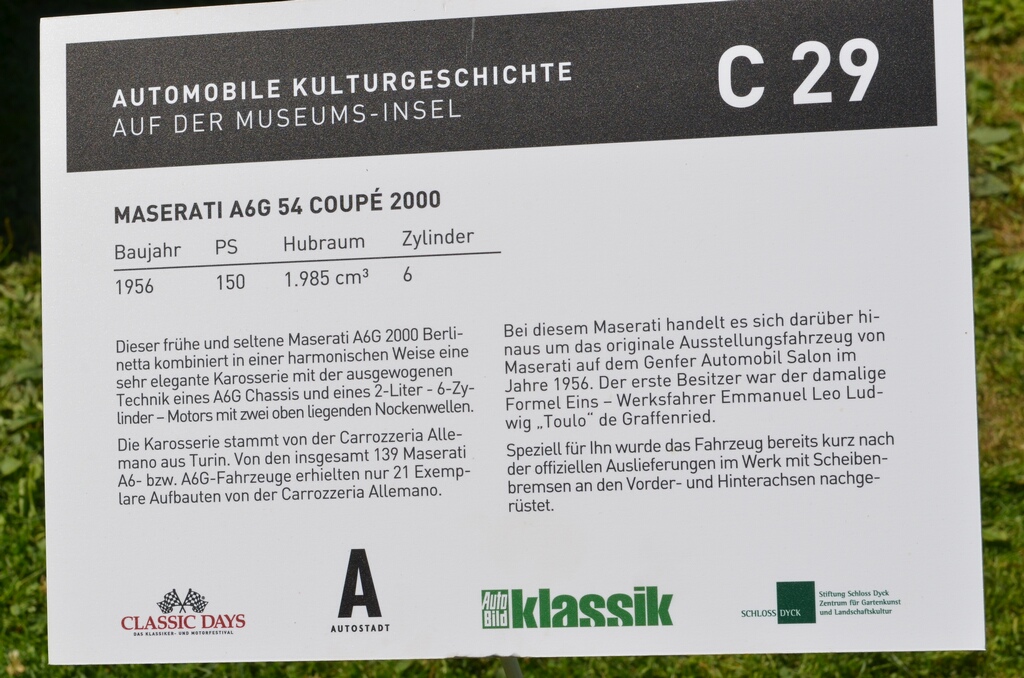 AUTOMOBILE KULTURGESCHICHTE
AUF DER MUSEUMS-INSEL
C 29
MASERATI A6G 54 COUPÉ 2000
Baujahr PS Hubraum Zylinder
1956 150 1.985 cm³ 6
Dieser frühe und seltene Maserati A6G 2000 Berli-
netta kombiniert in einer harmonischen Weise eine
sehr elegante Karosserie mit der ausgewogenen
Technik eines A6G Chassis und eines 2-Liter - 6-Zy-
linder – Motors mit zwei oben liegenden Nockenwellen.
Die Karosserie stammt von der Carrozzeria Alle-
mano aus Turin. Von den insgesamt 139 Maserati
A6- bzw. A6G-Fahrzeuge erhielten nur 21 Exemp-
lare Aufbauten von der Carrozzeria Allemano.
Bei diesem Maserati handelt es sich darüber hi-
naus um das originale Ausstellungsfahrzeug von
Maserati auf dem Genfer Automobil Salon im
Jahre 1956. Der erste Besitzer war der damalige
Formel Eins – Werksfahrer Emmanuel Leo Lud-
wig „Toulo“ de Graffenried.
Speziell für Ihn wurde das Fahrzeug bereits kurz nach
der offiziellen Auslieferungen im Werk mit Scheiben-
bremsen an den Vorder- und Hinterachsen nachge-
rüstet.
CLASSIC DAYS
DAS KLASSIKER- UND MOTORFESTIVAL
A
AUTOSTADT
Auto
Bild
klassik
SCHLOSS DYCK
Stiftung Schloss Dyck
Zentrum für Gartenkunst
und Landschaftskultur